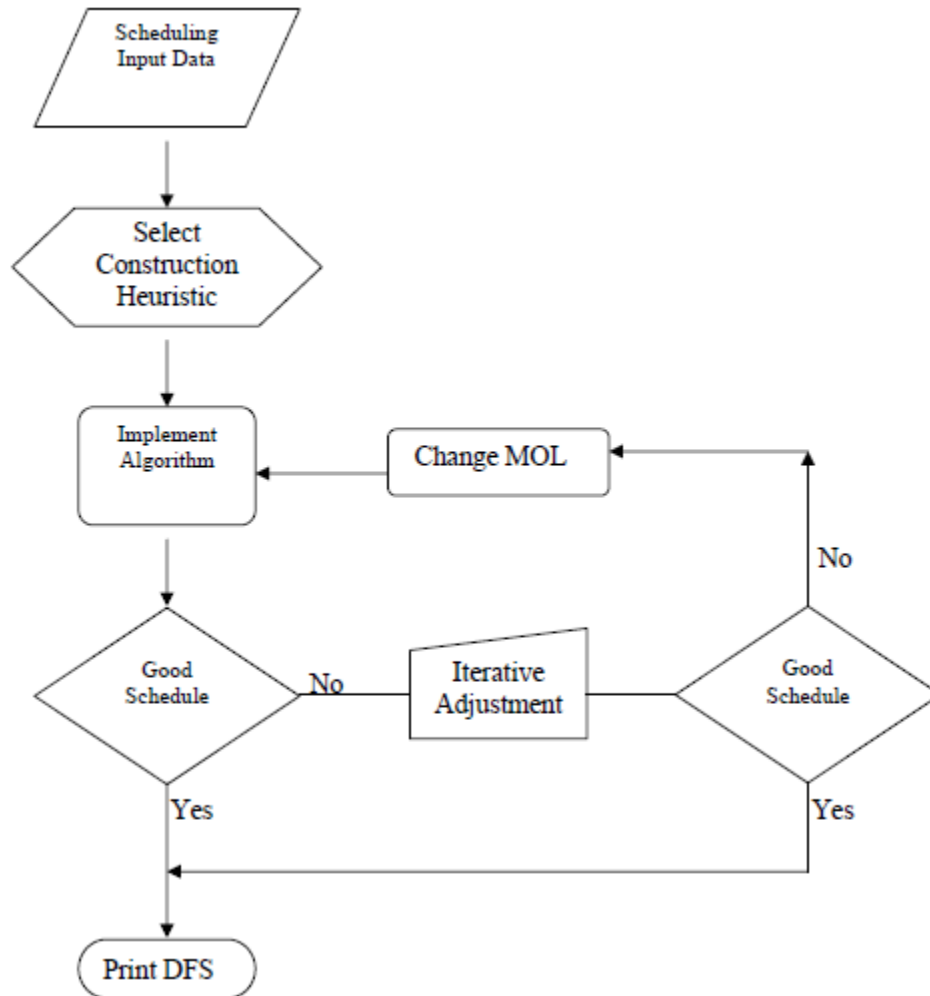 Scheduling
Input Data
Select
Construction
Heuristic
Implement
Algorithm
Change MOL
No
Good
Schedule
No
Iterative
Adjustment
Good
Schedule
Yes
Yes
Print DFS